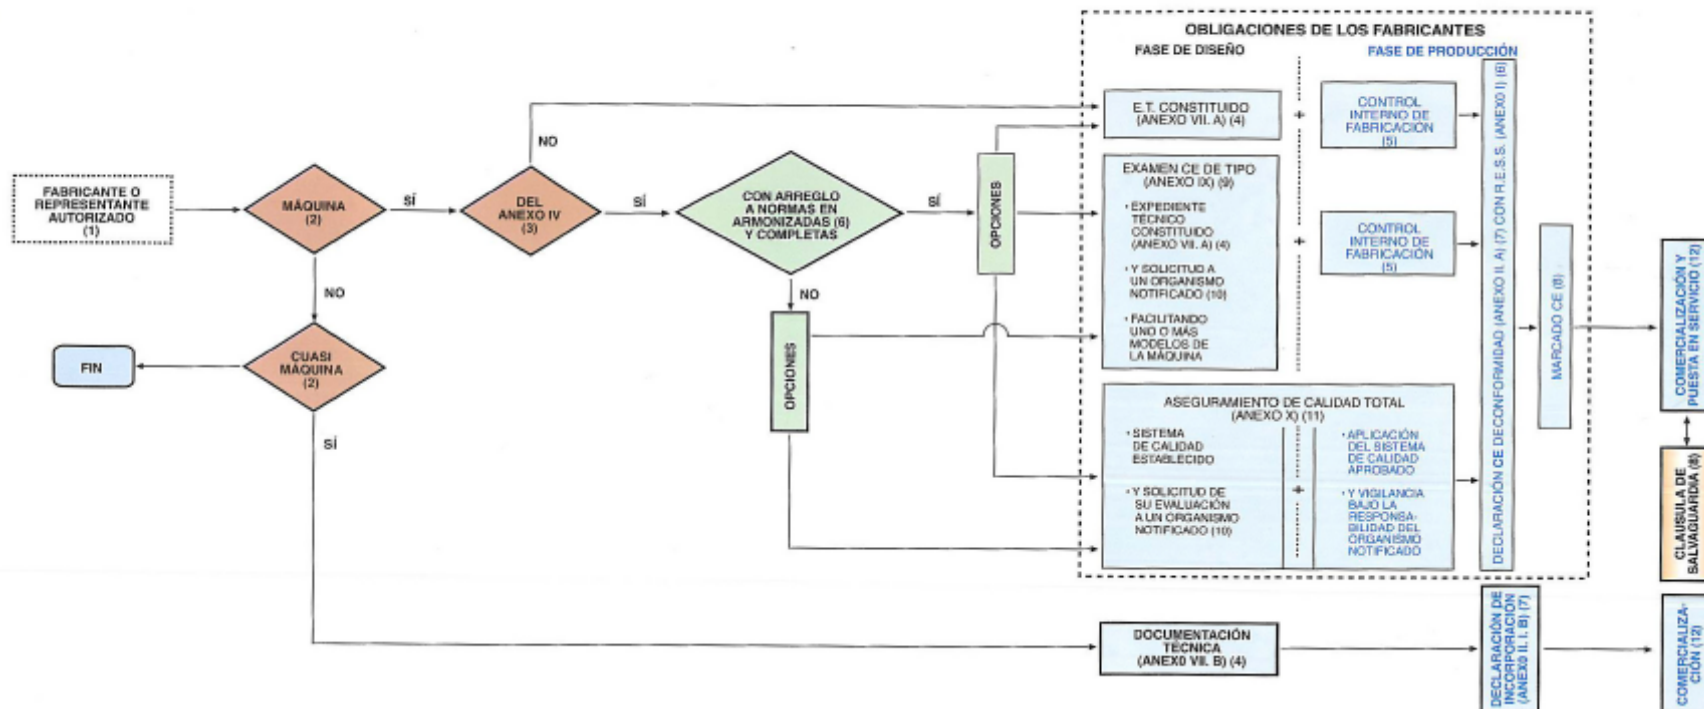 OBLIGACIONES DE LOS FABRICANTES
FASE DE DISEÑO
FASE DE PRODUCCIÓN
FABRICANTE O
REPRESENTANTE
AUTORIZADO
(1)
MÁQUINA
(2)
SÍ
NO
DEL
ANEXO IV
(3)
NO
SÍ
CON ARREGLO
A NORMAS EN
ARMONIZADAS (6)
Y COMPLETAS
SÍ
NO
OPCIONES
OPCIONES
CUASI
MÁQUINA
(2)
FIN
SÍ
E.T. CONSTITUIDO
(ANEXO VII. A) (4)
+
CONTROL
INTERNO DE
FABRICACIÓN
(5)
EXAMEN CE DE TIPO
(ANEXO IX) (9)
• EXPEDIENTE
TÉCNICO
CONSTITUIDO
(ANEXO VII. A) (4)
• Y SOLICITUD A
UN ORGANISMO
NOTIFICADO (10)
• FACILITANDO
UNO O MÁS
MODELOS DE
LA MÁQUINA
+
CONTROL
INTERNO DE
FABRICACIÓN
(5)
ASEGURAMIENTO DE CALIDAD TOTAL
(ANEXO X) (11)
• SISTEMA
DE CALIDAD
ESTABLECIDO
• Y SOLICITUD DE
SU EVALUACIÓN
A UN ORGANISMO
NOTIFICADO (10)
+
• APLICACIÓN
DEL SISTEMA
DE CALIDAD
APROBADO
• Y VIGILANCIA
BAJO LA
RESPONSA-
BILIDAD DEL
ORGANISMO
NOTIFICADO
DECLARACIÓN CE DECONFORMIDAD (ANEXO II. A) (7) CON R.E.S.S. (ANEXO I) (6)
MARCADO CE (8)
COMERCIALIZACIÓN Y
PUESTA EN SERVICIO (12)
CLAUSULA DE
SALVAGUARDIA (8)
DOCUMENTACIÓN
TÉCNICA
(ANEXO VII. B) (4)
DECLARACIÓN DE
INCORPORACIÓN
(ANEXO II. I. B) (7)
COMERCIALIZA-
CIÓN (12)